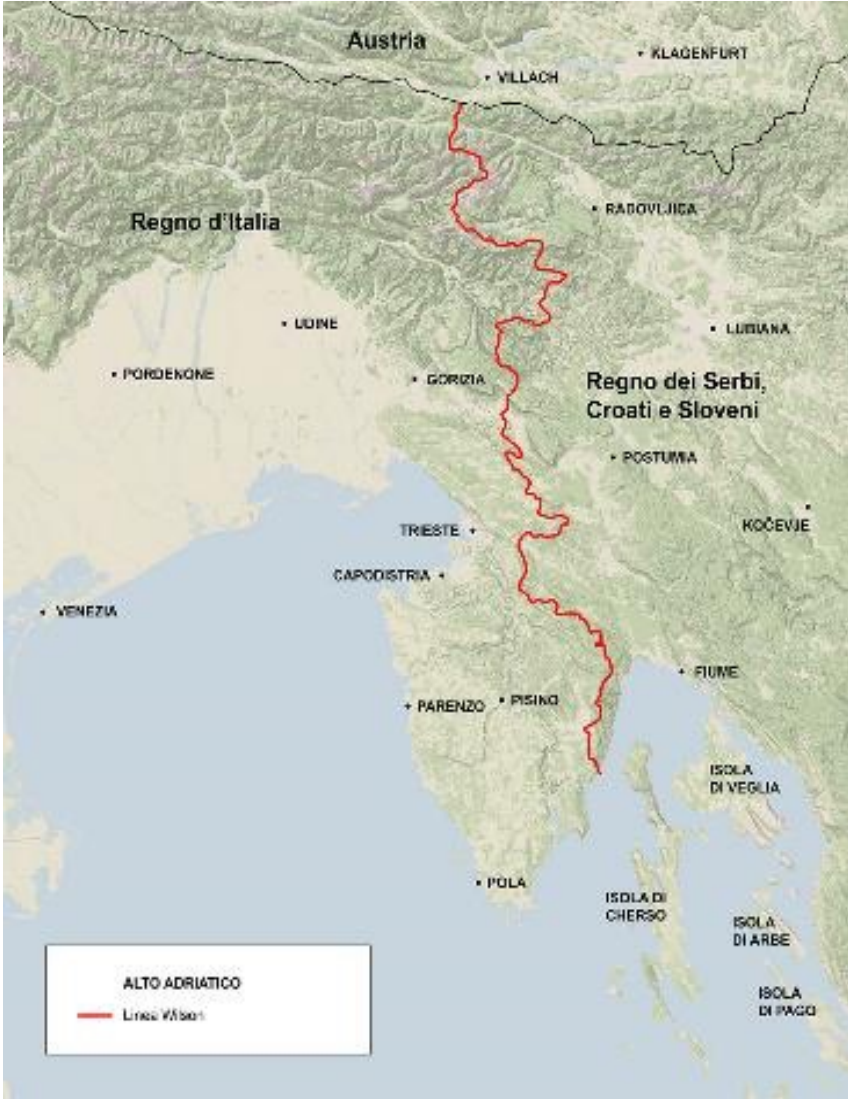 Austria
KLAGENFURT
VILLACH
RADOVLJICA
Regno d'Italia
UDINE
LUBIANA
PORDENONE
GORIZIA
Regno dei Serbi,
Croati e Sloveni
POSTUMIA
KOČEVJE
TRIESTE
CAPODISTRIA
VENEZIA
FIUME
PARENZO
PISINO
ISOLA
DI VEGLIA
POLA
ISOLA DI
CHERSO
ISOLA
DI ARBE
ISOLA
DI PAGO
ALTO ADRIATICO
Linea Wilson